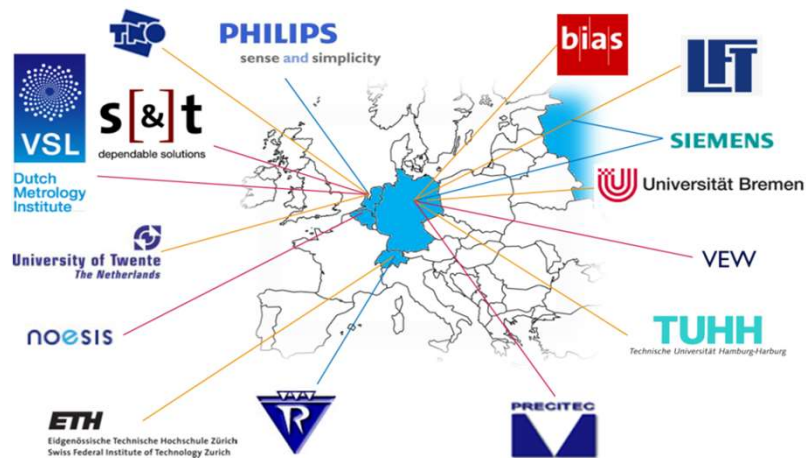 TNO
PHILIPS
sense and simplicity
bias
LFT
VSL
Dutch
Metrology
Institute
s[&]t
dependable solutions
SIEMENS
Universität Bremen
University of Twente
The Netherlands
VEW
noesis
TUHH
Technische Universität Hamburg-Harburg
ETH
Eidgenössische Technische Hochschule Zürich
Swiss Federal Institute of Technology Zurich
R
PRECITEC